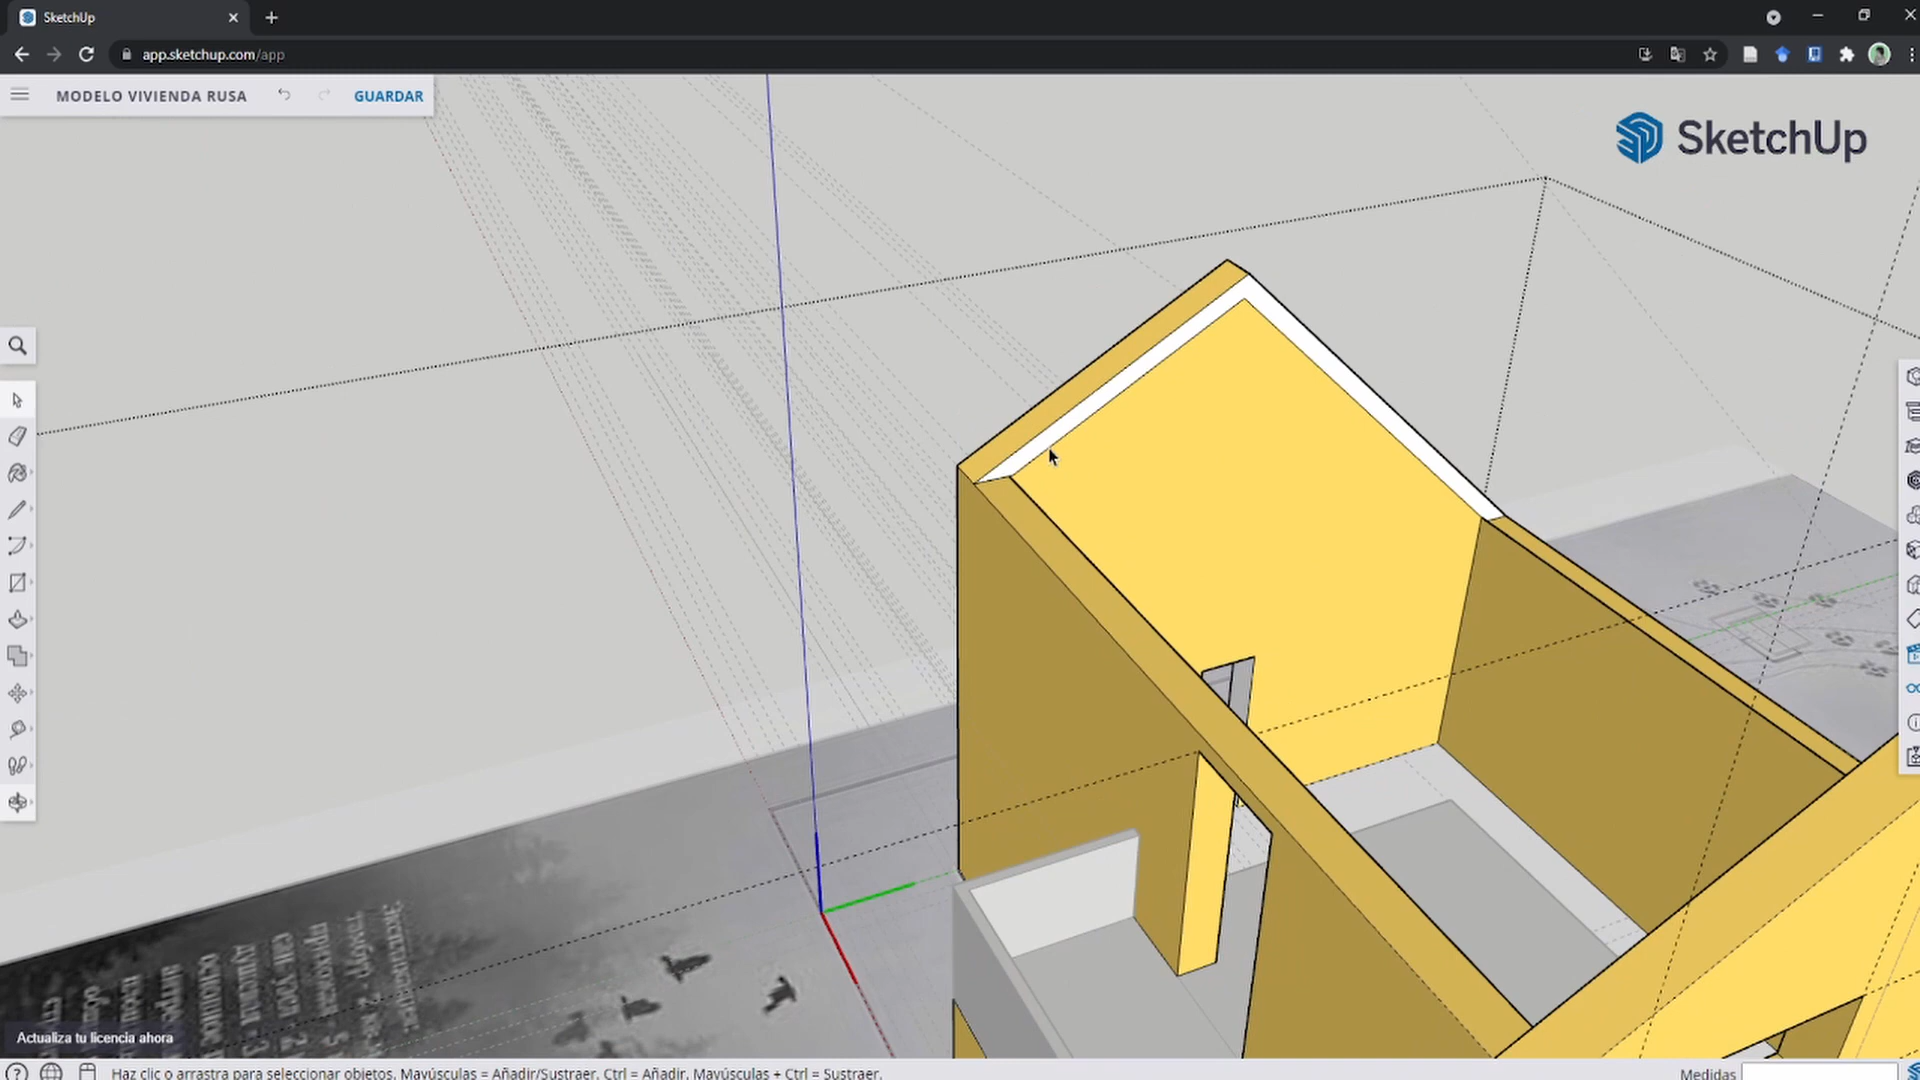 SketchUp
app.sketchup.com/app
MODELO VIVIENDA RUSA
GUARDAR
SketchUp
Actualiza tu licencia ahora
Haz clic o arrastra para seleccionar objetos. Mayúsculas = Añadir/Sustraer. Ctrl = Añadir. Mayúsculas + Ctrl = Sustraer.
Medidas